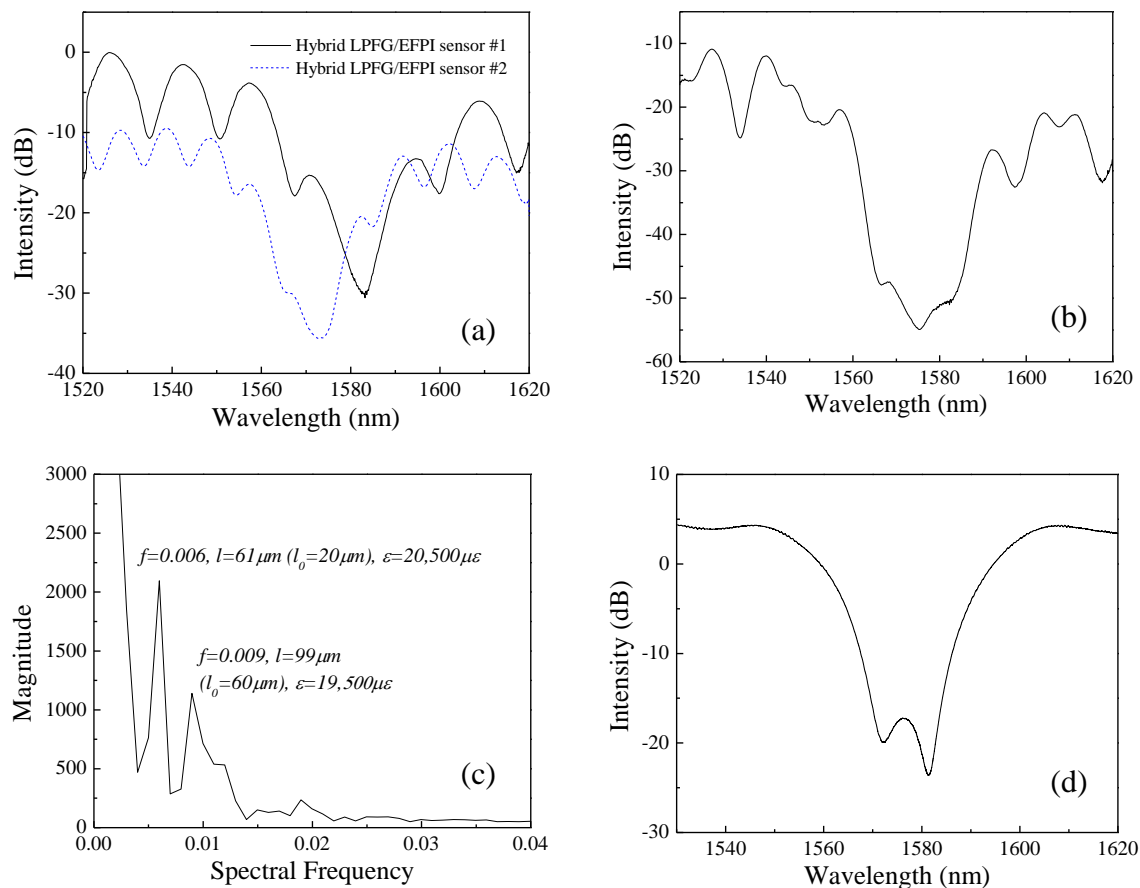 0
-10
-20
-30
-40
Intensity (dB)
Hybrid LPFG/EFPI sensor #1
Hybrid LPFG/EFPI sensor #2
(a)
1520 1540 1560 1580 1600 1620
Wavelength (nm)
-10
-20
-30
-40
-50
-60
Intensity (dB)
(b)
1520 1540 1560 1580 1600 1620
Wavelength (nm)
3000
2500
2000
1500
1000
500
0
Magnitude
f=0.006, l=61μm (l₀=20μm), ε=20,500με
f=0.009, l=99μm
(l₀=60μm), ε=19,500με
(c)
0.00 0.01 0.02 0.03 0.04
Spectral Frequency
10
0
-10
-20
-30
Intensity (dB)
(d)
1540 1560 1580 1600 1620
Wavelength (nm)